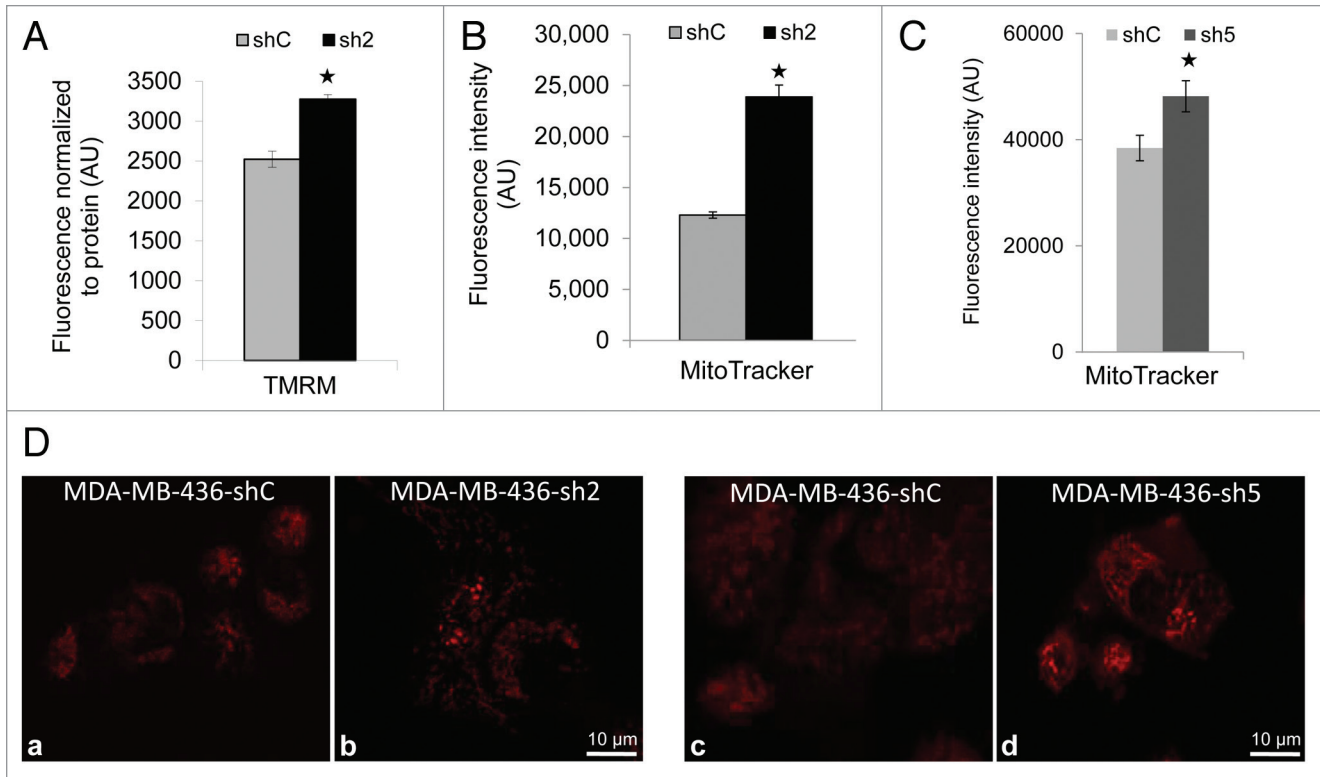 A
shC sh2
Fluorescence normalized
to protein (AU)
3500
3000
2500
2000
1500
1000
500
0
★
TMRM
B
shC sh2
Fluorescence intensity
(AU)
30,000
25,000
20,000
15,000
10,000
5,000
0
★
MitoTracker
C
shC sh5
Fluorescence intensity (AU)
60000
40000
20000
0
★
MitoTracker
D
MDA-MB-436-shC
a
MDA-MB-436-sh2
b
10 µm
MDA-MB-436-shC
c
MDA-MB-436-sh5
d
10 µm